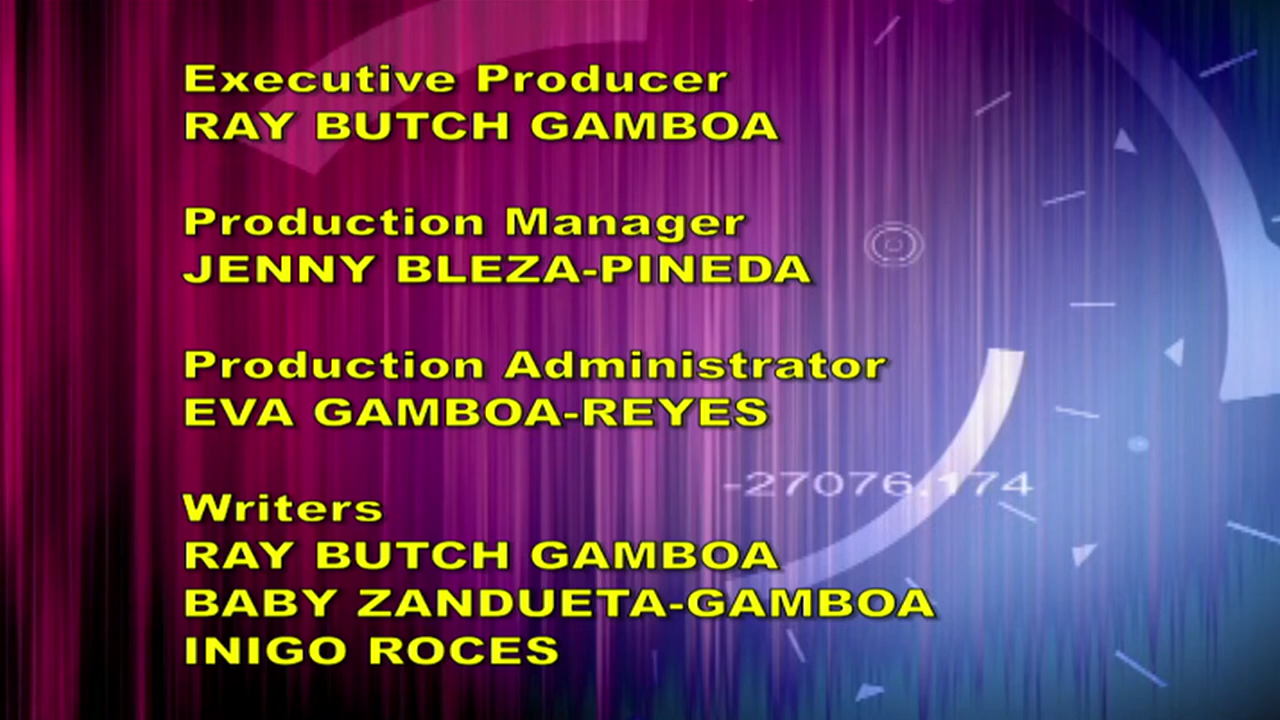 Executive Producer
RAY BUTCH GAMBOA
Production Manager
JENNY BLEZA-PINEDA
Production Administrator
EVA GAMBOA-REYES
-27076.174
Writers
RAY BUTCH GAMBOA
BABY ZANDUETA-GAMBOA
INIGO ROCES